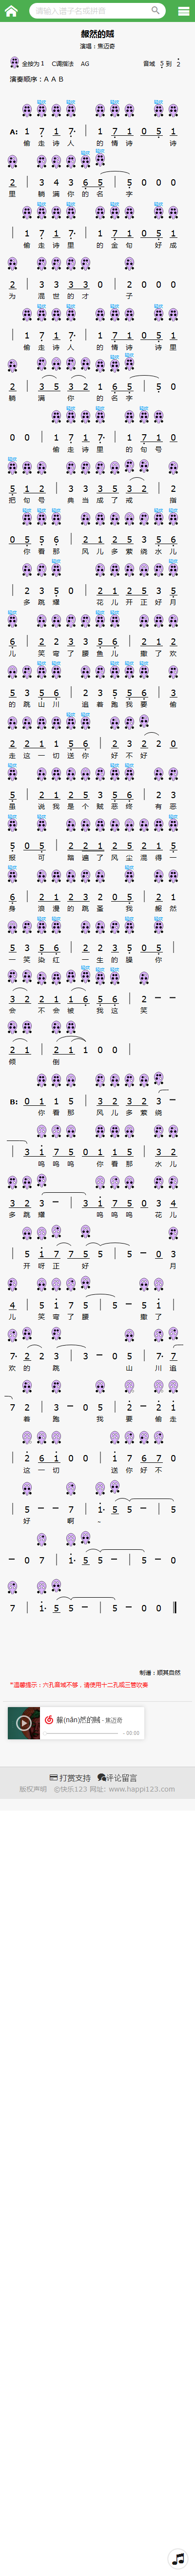 请输入谱子名或拼音
赧然的贼
演唱：焦迈奇
全按为 1 C调指法 AG
音域 5 到 2
演奏顺序：A A B
A: 1 7 1 7· | 1 7 1 0 5 1
偷 走 诗 人 的 情 诗 诗
2 | 3 4 3 6 5 | 5 0 0 0
里 躺 满 你 的 名 字
| 1 7 1 7· | 1 7 1 0 5 1
偷 走 诗 里 的 金 句 好 成
2 | 3 3 3 3 0 | 2 0 0 0
为 混 世 的 才 子
| 1 7 1 7· | 1 7 1 0 5 1
偷 走 诗 人 的 情 诗 诗 里
2 | 3 5 3 2 1 6 5 | 5 0
躺 满 你 的 名 字
0 0 | 1 7 1 7· | 1 7 1 0
偷 走 诗 里 的 句 号
5 1 2 | 3 3 3 5 3 2 | 2
把 句 号 典 当 成 了 戒 指
0 5 5 6 | 2 1 2 5 3 5 6
你 看 那 风 儿 多 萦 绕 水 儿
| 2 3 5 0 | 2 1 2 1 3 5
多 跳 耀 花 儿 开 正 好 月
6 | 2 2 3 3 5 6 | 2 1 2
儿 笑 弯 了 腰 鱼 儿 撒 了 欢
5 3 5 6 | 2 3 5 5 6 | 3
的 跳 山 川 追 着 跑 我 要 偷
2 2 1 1 5 6 | 2 3 2 2 0
走 这 一 切 送 你 好 不 好
5 | 5 6 2 1 2 5 6 | 2 3
虽 说 我 是 个 贼 恶 终 有 恶
5 0 5 | 2 2 1 2 5 2 1 5
报 可 踏 遍 了 风 尘 混 得 一
6 | 2 1 2 3 2 0 5 | 2 1
身 浪 漫 的 孤 寡 我 赧 然
5 3 5 6 | 2 2 3 5 0 5 |
一 笑 染 红 一 生 的 臊 你
3 2 2 1 1 6 5 6 | 2 − −
会 不 会 被 我 这 笑
2 1 | 2 1 1 0 0 |
倾 倒
B: 0 1 1 5 | 3 2 3 2 3 −
你 看 那 风 儿 多 萦 绕
| 3 1 7 5 0 1 1 5 | 3 2
呜 呜 呜 你 看 那 水 儿
3 2 3 − | 3 1 7 5 0 3 4
多 跳 耀 呜 呜 呜 花 儿
| 5 1 7 7 5 5 | 5 − 0 3
开 呀 正 好 月
4 | 5 1 7 5 | 5 − 5 1 |
儿 笑 弯 了 腰 撒 了
7· 2 2 3 | 3 − 0 5 | 7· 5
欢 的 跳 山 川 追
7 2 | 3 − 0 5 | 2 − 2 1
着 跑 我 要 偷 走
| 2 6 1 0 0 | 1 7 6 7 0
这 一 切 送 你 好 不
| 5 − − 7 | 1· 5 5 − − 5
好 啊 -
− 0 7 | 1· 5 5 − − | 5 − 0
7 | 1· 5 5 − | 5 − 0 0
制谱：顺其自然
*温馨提示：六孔音域不够，请使用十二孔或三管吹奏
赧(nǎn)然的贼 - 焦迈奇
- 00:00
打赏支持 评论留言
版权声明 ©快乐123 网址: www.happi123.com